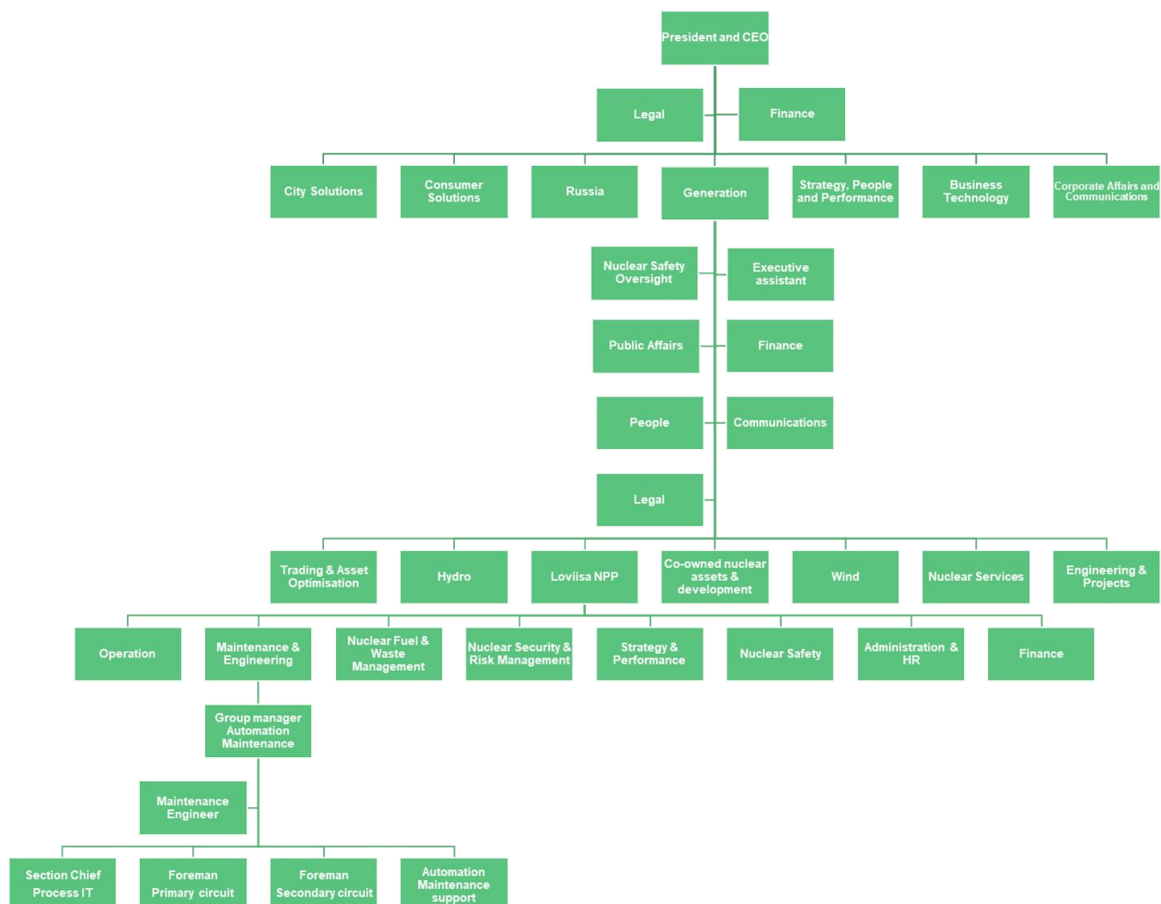 President and CEO
Legal
Finance
City Solutions
Consumer
Solutions
Russia
Generation
Strategy, People
and Performance
Business
Technology
Corporate Affairs and
Communications
Nuclear Safety
Oversight
Executive
assistant
Public Affairs
Finance
People
Communications
Legal
Trading & Asset
Optimisation
Hydro
Loviisa NPP
Co-owned nuclear
assets &
development
Wind
Nuclear Services
Engineering &
Projects
Operation
Maintenance &
Engineering
Nuclear Fuel &
Waste
Management
Nuclear Security &
Risk Management
Strategy &
Performance
Nuclear Safety
Administration &
HR
Finance
Group manager
Automation
Maintenance
Maintenance
Engineer
Section Chief
Process IT
Foreman
Primary circuit
Foreman
Secondary circuit
Automation
Maintenance
support